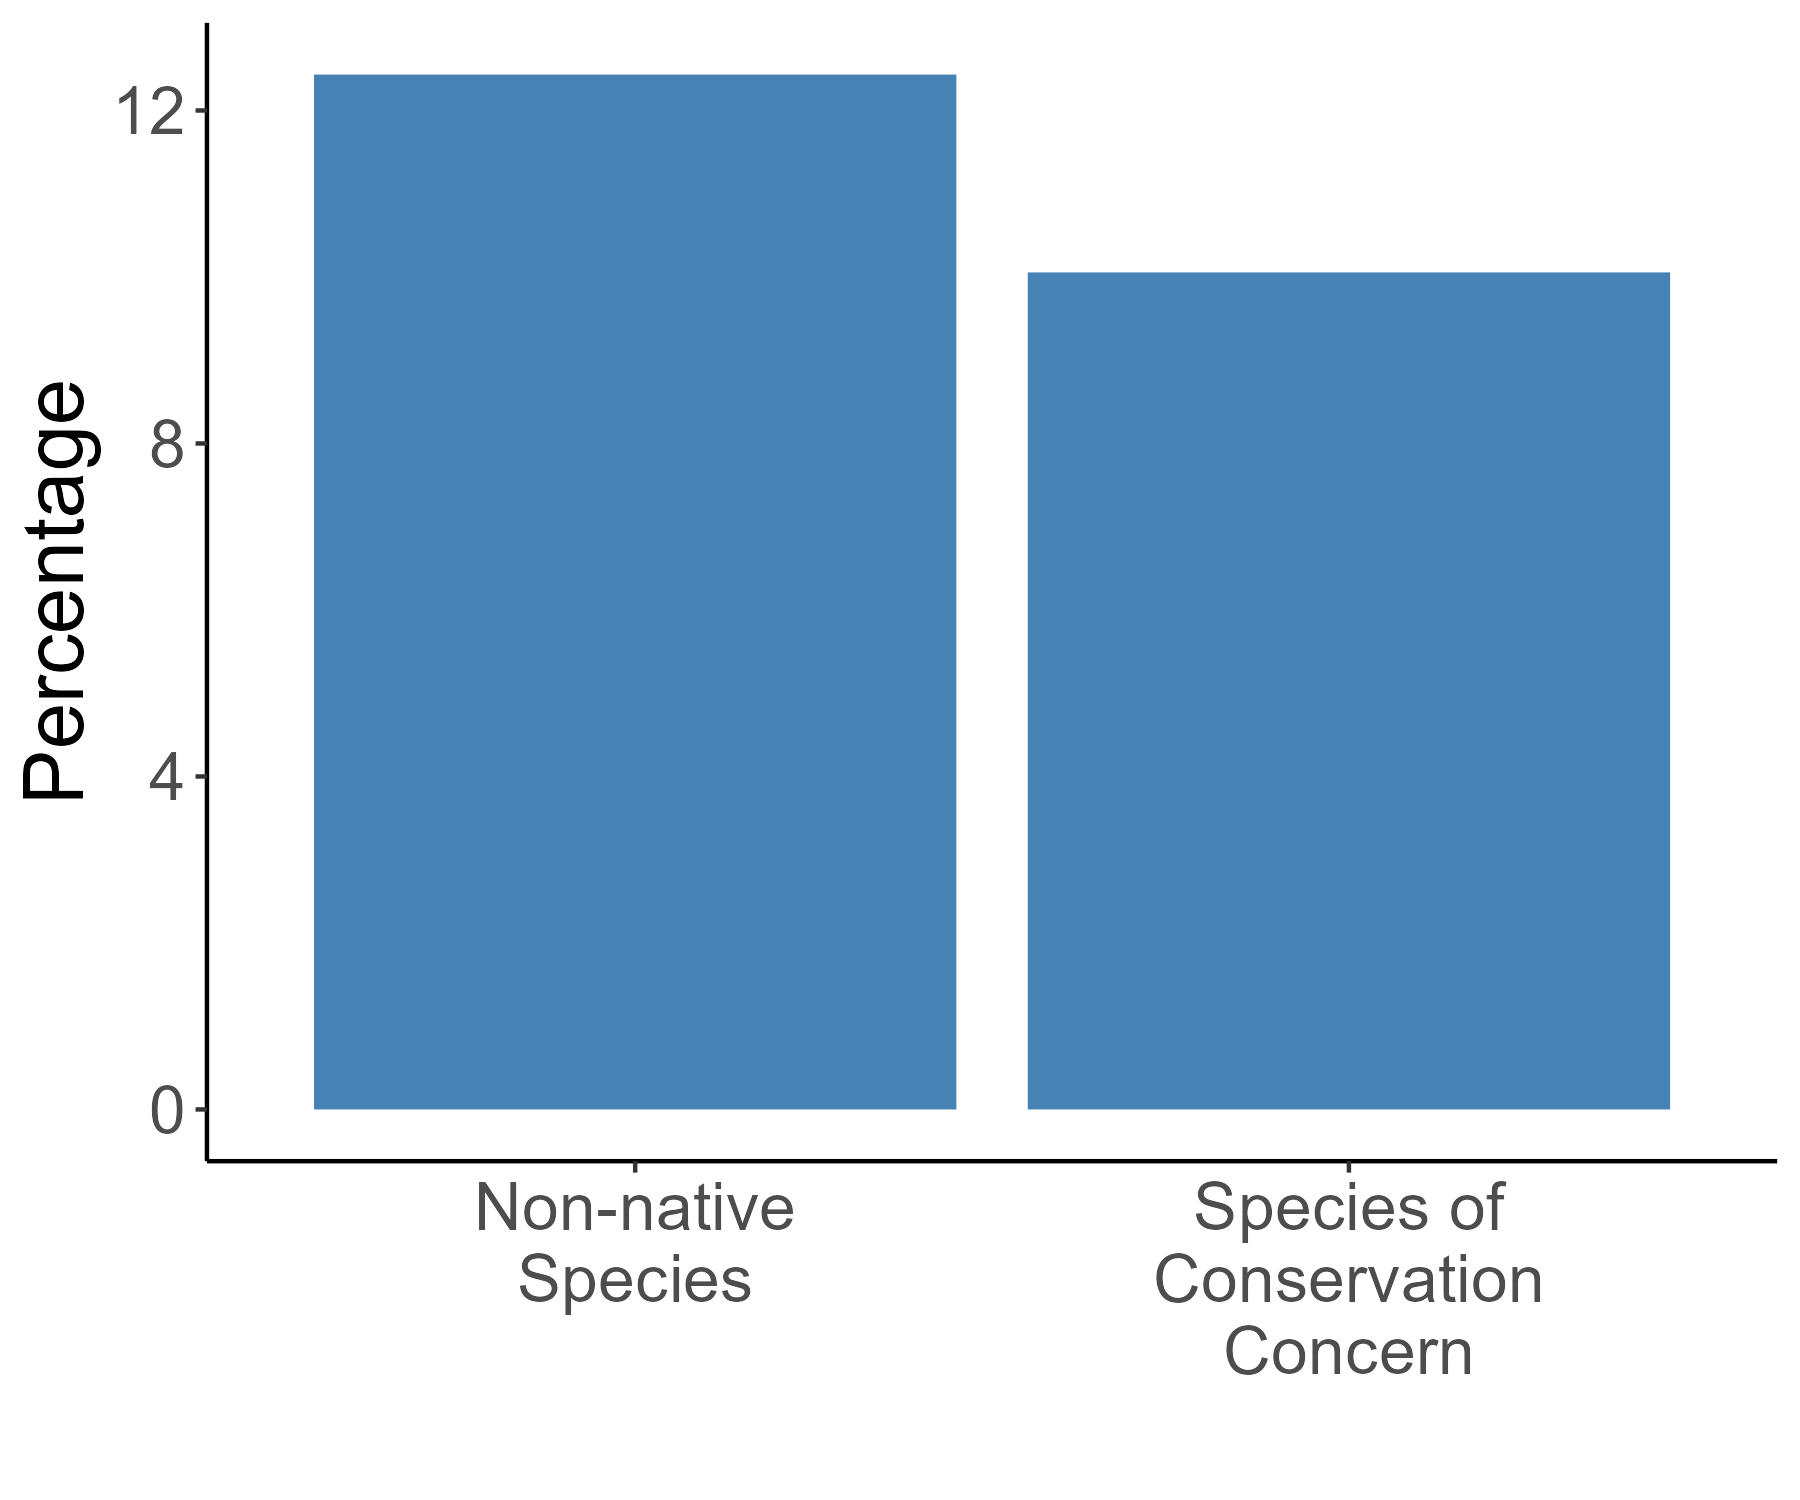 Percentage
12
8
4
0
Non-native
Species
Species of
Conservation
Concern